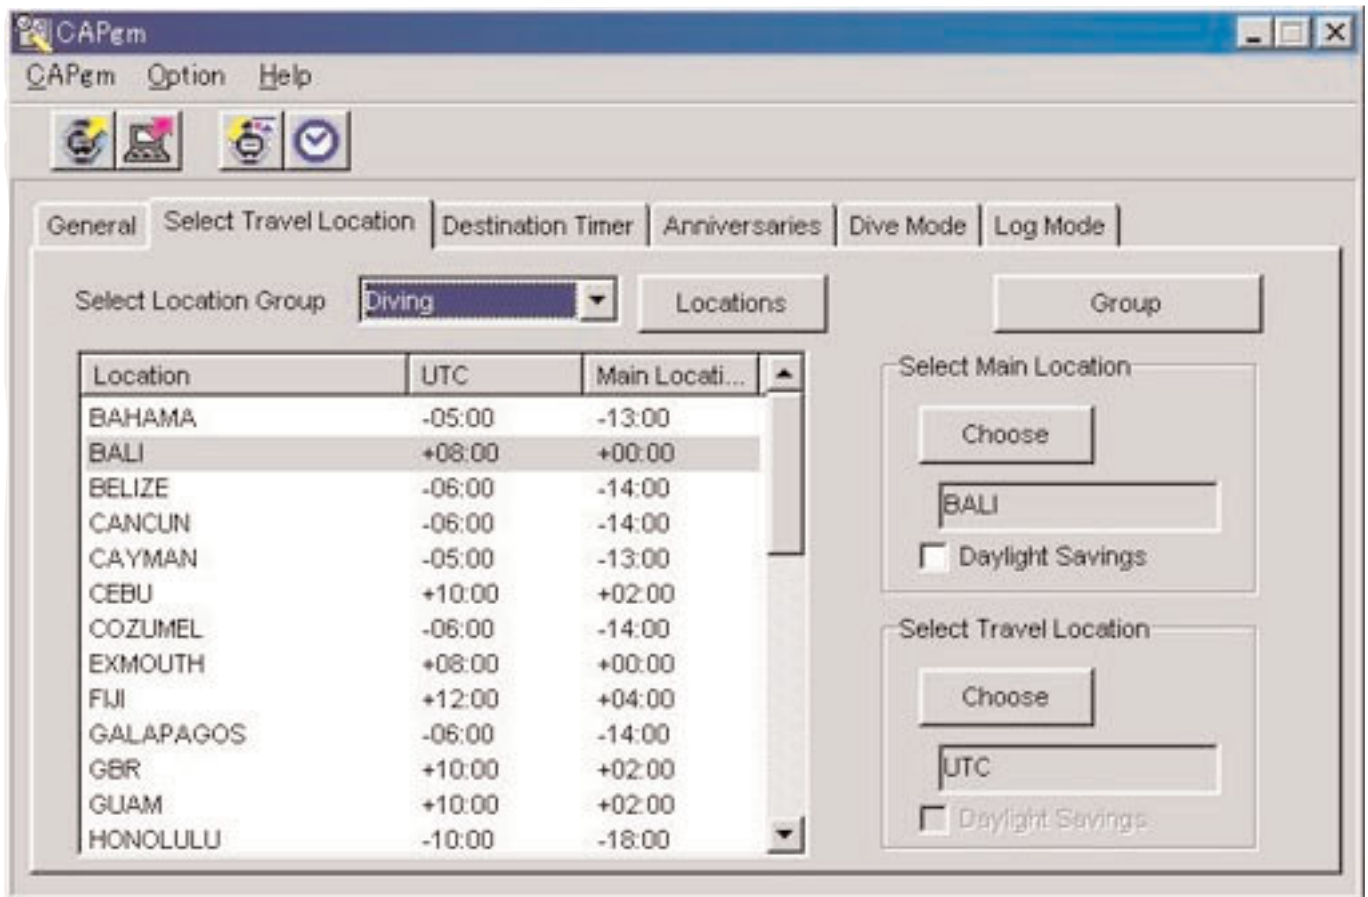 CAPgm
CAPgm Option Help
General Select Travel Location Destination Timer Anniversaries Dive Mode Log Mode
Select Location Group Diving Locations Group
Location UTC Main Locati...
BAHAMA -05:00 -13:00
BALI +08:00 +00:00
BELIZE -06:00 -14:00
CANCUN -06:00 -14:00
CAYMAN -05:00 -13:00
CEBU +10:00 +02:00
COZUMEL -06:00 -14:00
EXMOUTH +08:00 +00:00
FIJI +12:00 +04:00
GALAPAGOS -06:00 -14:00
GBR +10:00 +02:00
GUAM +10:00 +02:00
HONOLULU -10:00 -18:00
Select Main Location
Choose
BALI
Daylight Savings
Select Travel Location
Choose
UTC
Daylight Savings